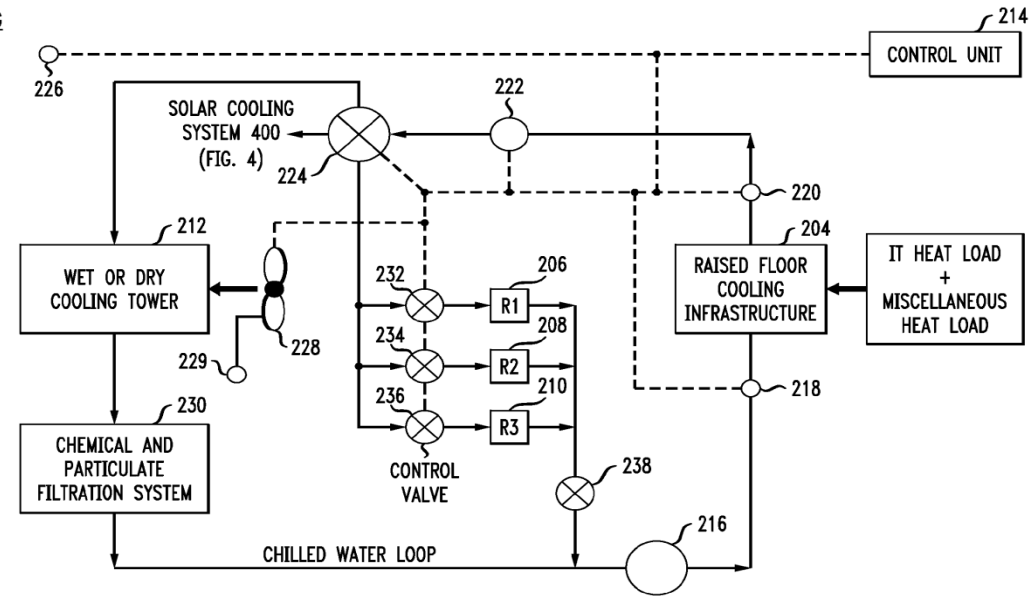 214
CONTROL UNIT
226
222
SOLAR COOLING
SYSTEM 400
(FIG. 4)
224
220
212
WET OR DRY
COOLING TOWER
228
229
232
206
R1
234
208
R2
236
210
R3
CONTROL
VALVE
204
RAISED FLOOR
COOLING
INFRASTRUCTURE
IT HEAT LOAD
+
MISCELLANEOUS
HEAT LOAD
218
230
CHEMICAL AND
PARTICULATE
FILTRATION SYSTEM
238
216
CHILLED WATER LOOP